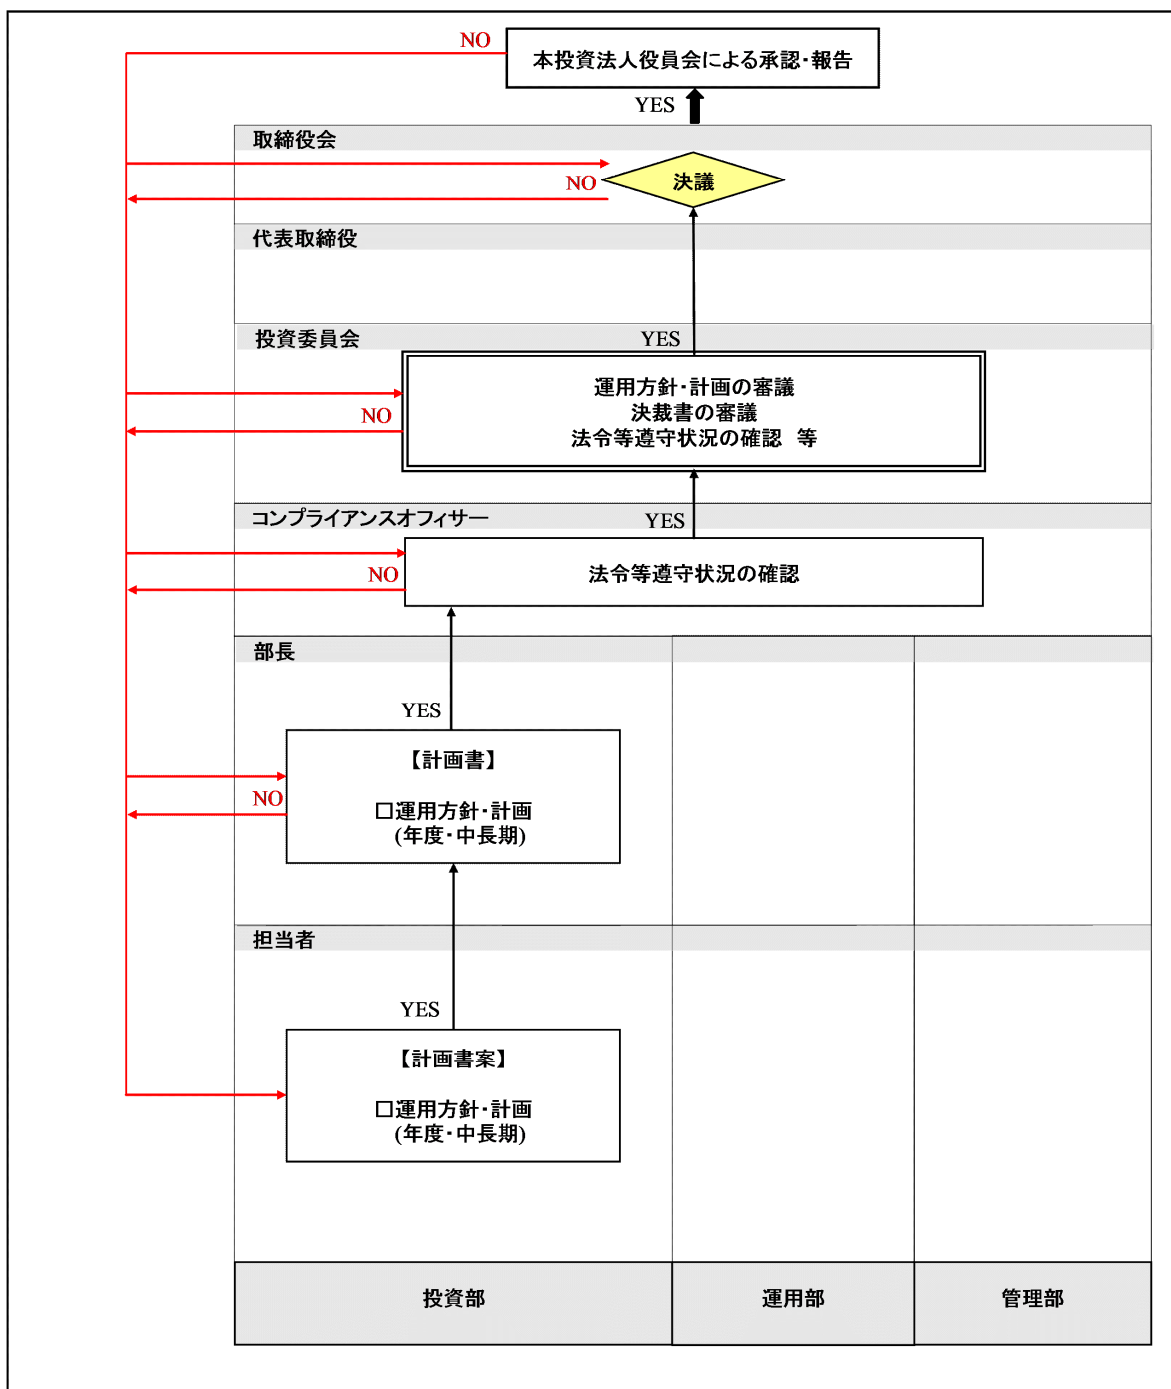 NO
本投資法人役員会による承認・報告
YES
取締役会
NO
決議
代表取締役
投資委員会
YES
運用方針・計画の審議
決裁書の審議
法令等遵守状況の確認 等
NO
コンプライアンスオフィサー
YES
法令等遵守状況の確認
NO
部長
YES
【計画書】
NO
□運用方針・計画
(年度・中長期)
担当者
YES
【計画書案】
□運用方針・計画
(年度・中長期)
投資部
運用部
管理部